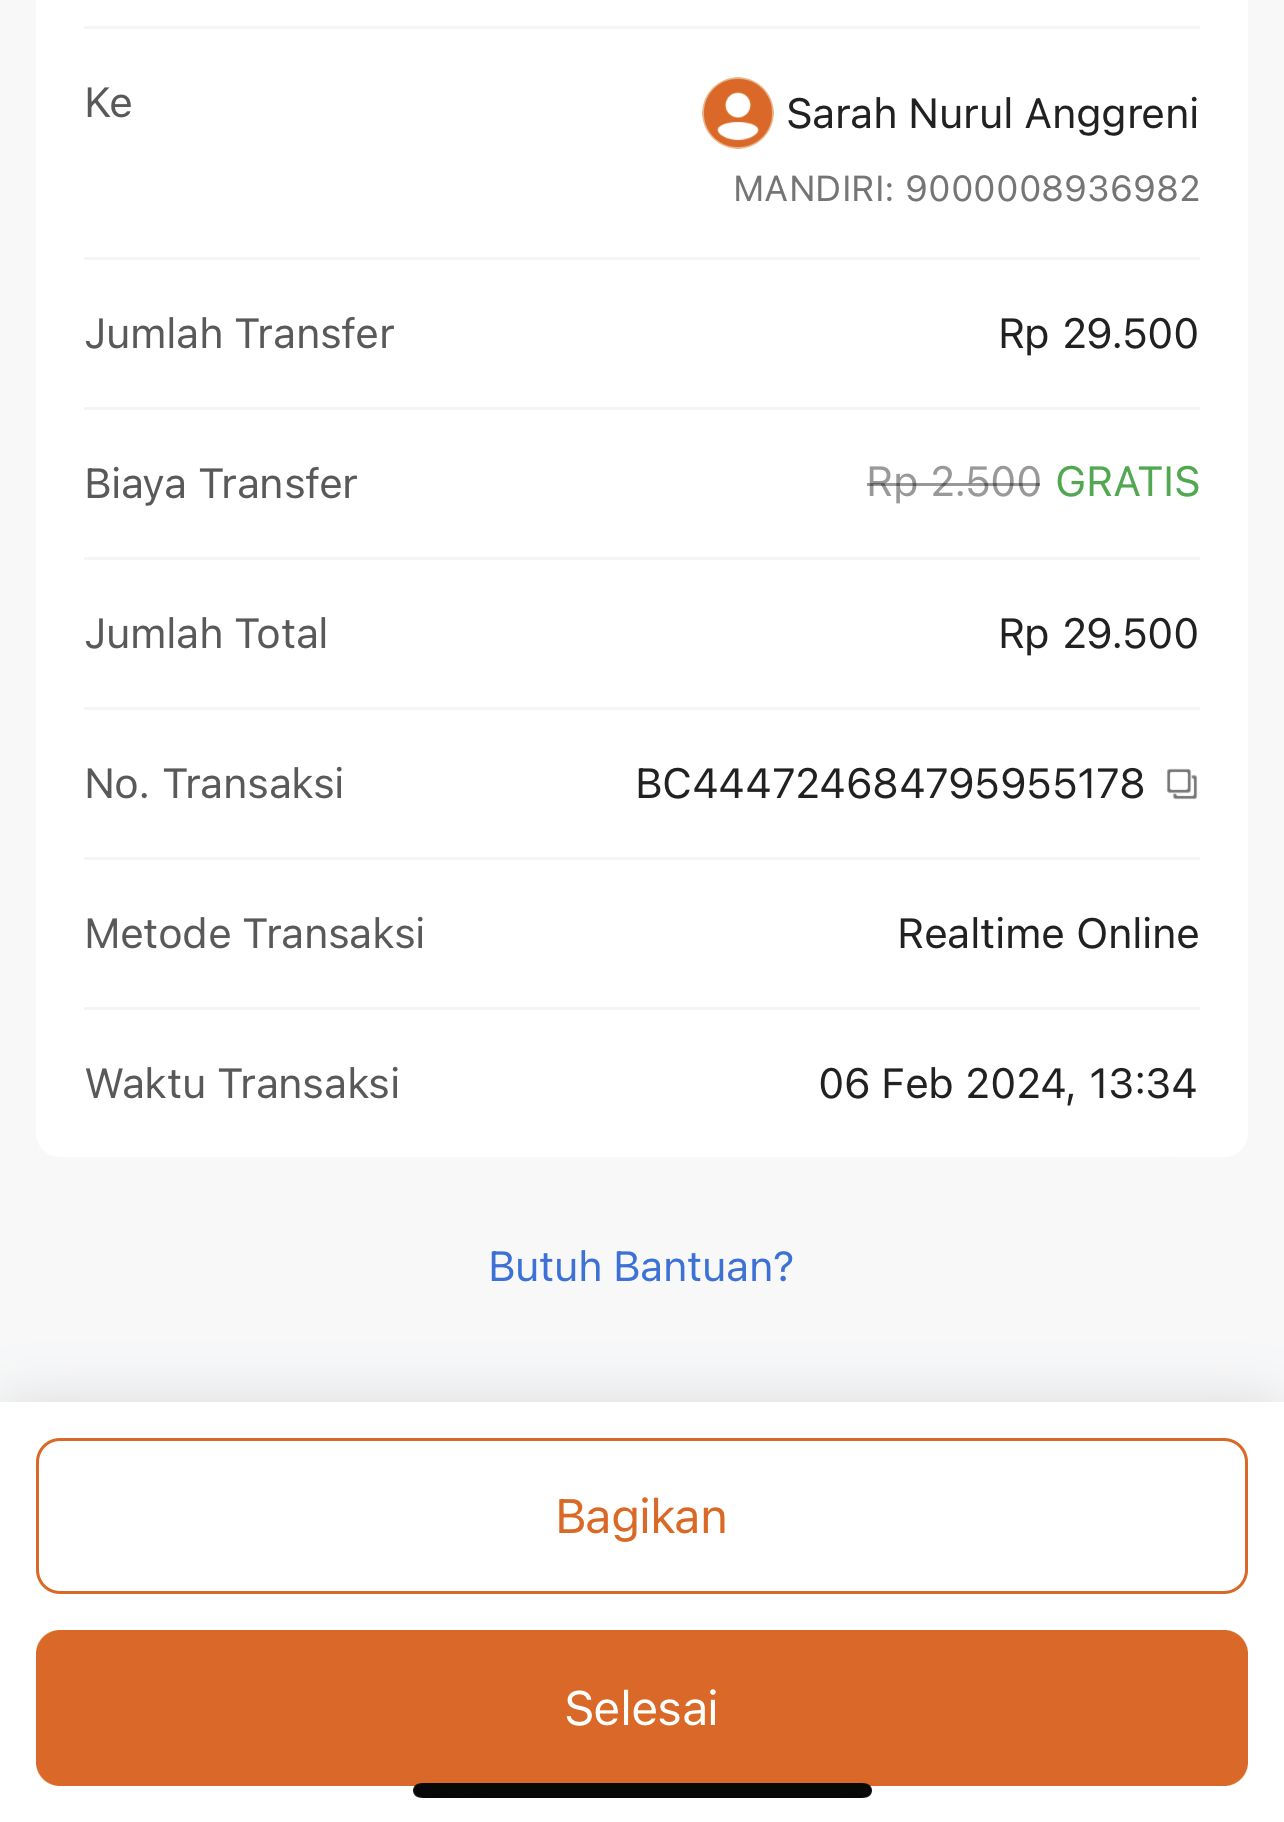 Ke
Sarah Nurul Anggreni
MANDIRI: 9000008936982
Jumlah Transfer Rp 29.500
Biaya Transfer Rp 2.500 GRATIS
Jumlah Total Rp 29.500
No. Transaksi BC444724684795955178
Metode Transaksi Realtime Online
Waktu Transaksi 06 Feb 2024, 13:34
Butuh Bantuan?
Bagikan
Selesai